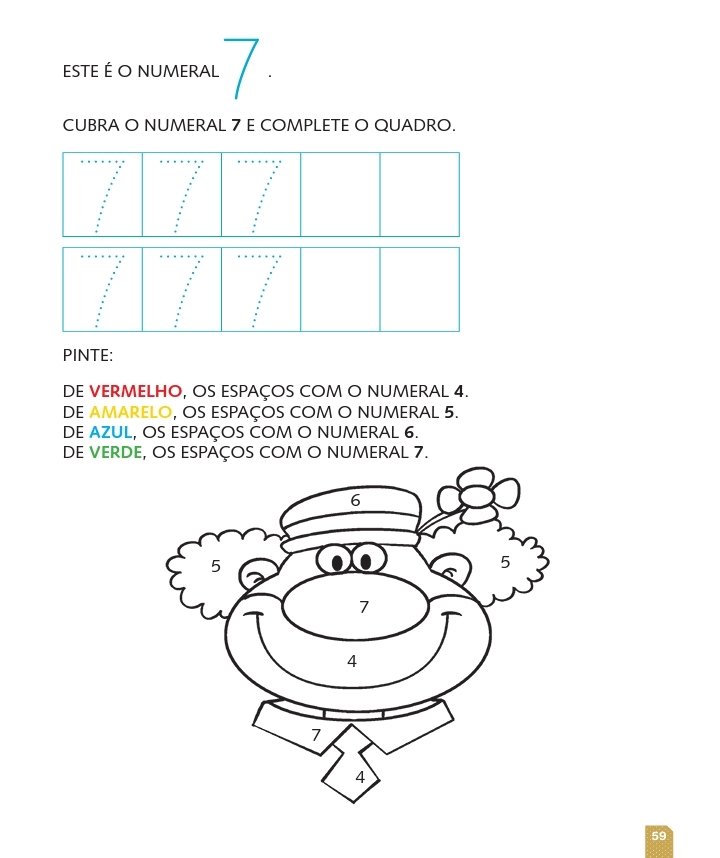 ESTE É O NUMERAL 7.
CUBRA O NUMERAL 7 E COMPLETE O QUADRO.
7 7 7
7 7 7
PINTE:
DE VERMELHO, OS ESPAÇOS COM O NUMERAL 4.
DE AMARELO, OS ESPAÇOS COM O NUMERAL 5.
DE AZUL, OS ESPAÇOS COM O NUMERAL 6.
DE VERDE, OS ESPAÇOS COM O NUMERAL 7.
6
5
5
7
4
7
4
59